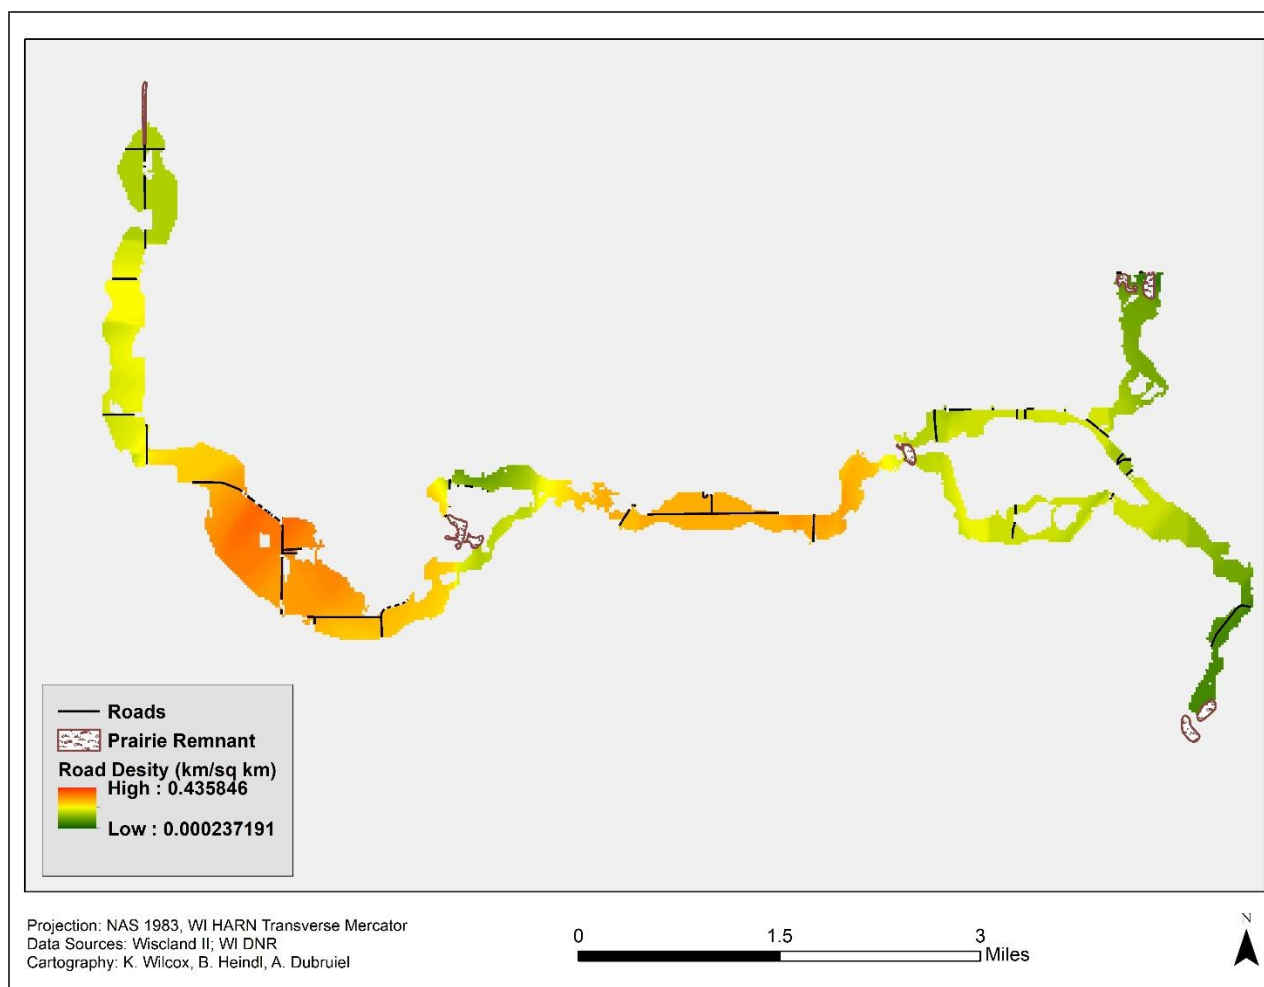 Roads
Prairie Remnant
Road Desity (km/sq km)
High : 0.435846
Low : 0.000237191
Projection: NAS 1983, WI HARN Transverse Mercator
Data Sources: Wiscland II; WI DNR
Cartography: K. Wilcox, B. Heindl, A. Dubruiel
0 1.5 3
Miles
N